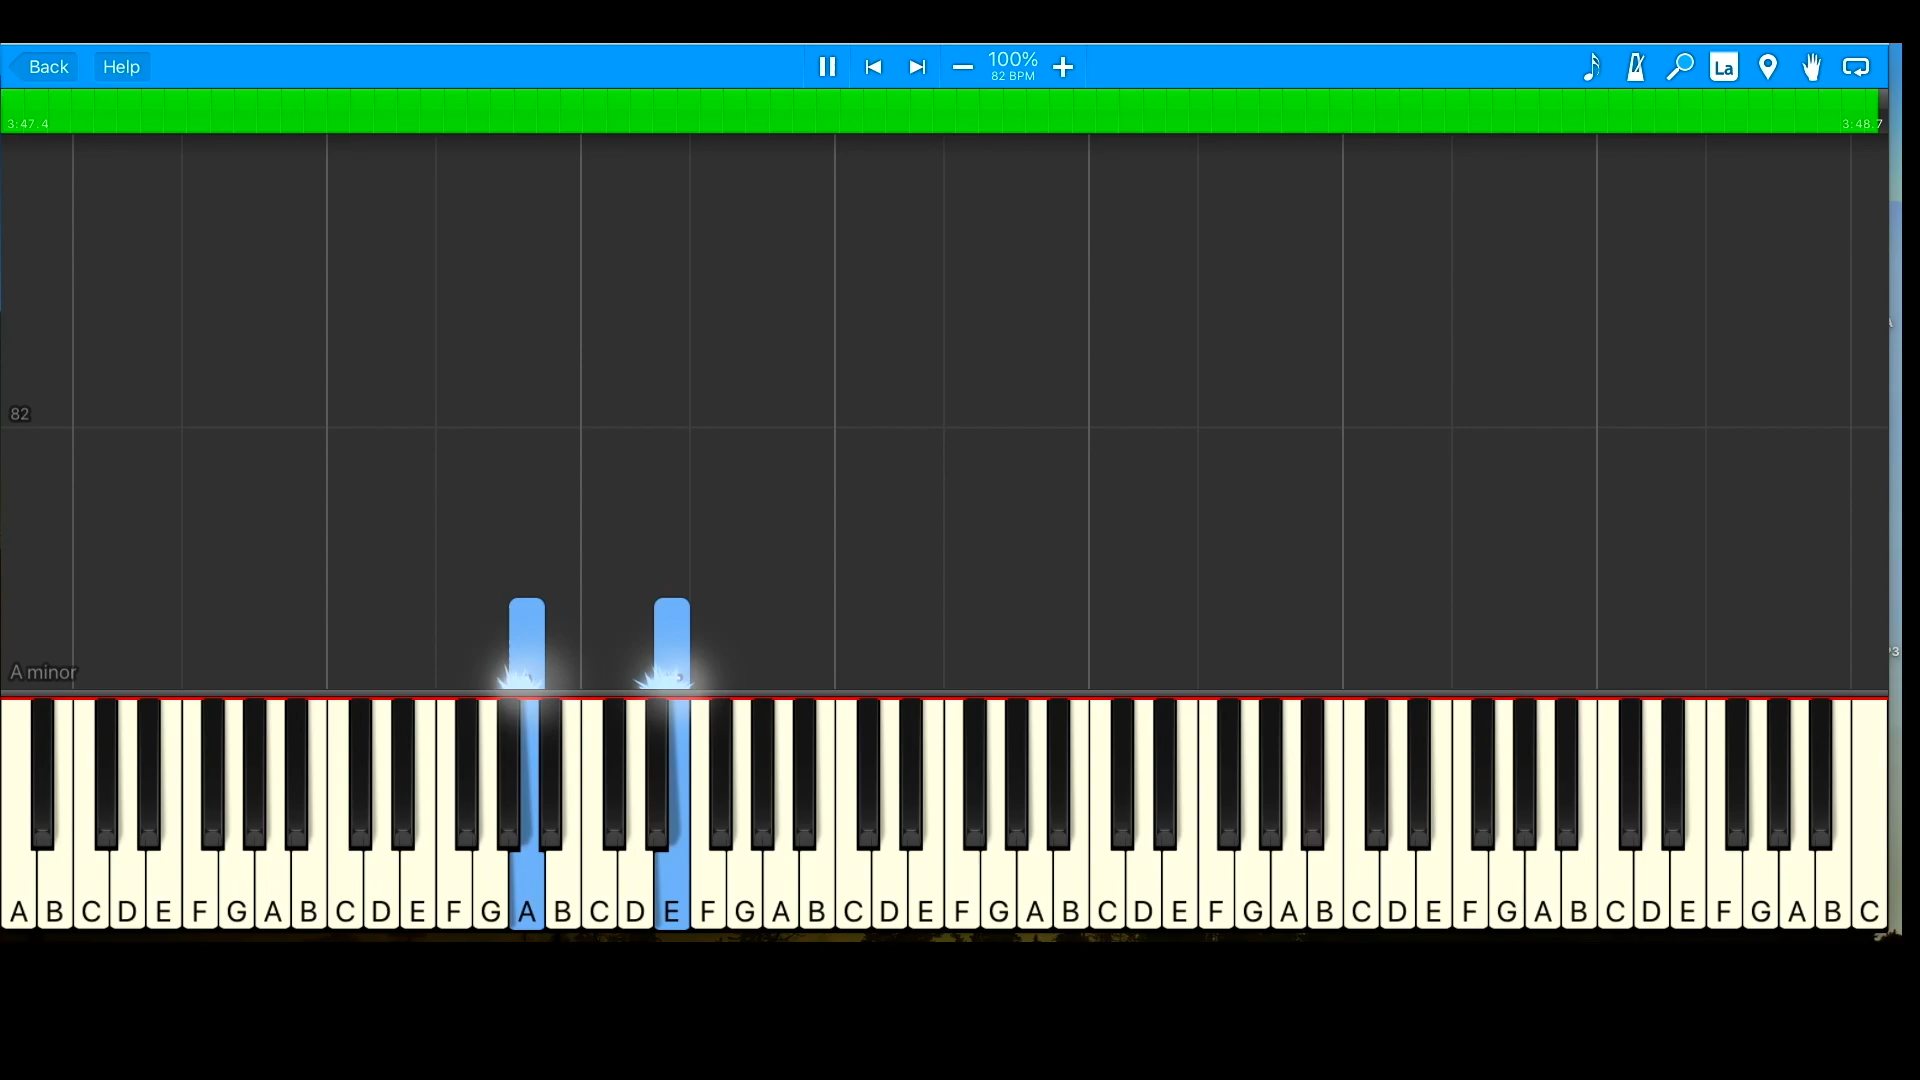 Back Help 100% La
82 BPM
3:47.4 3:48.7
82
A minor
A B C D E F G A B C D E F G A B C D E F G A B C D E F G A B C D E F G A B C D E F G A B C D E F G A B C